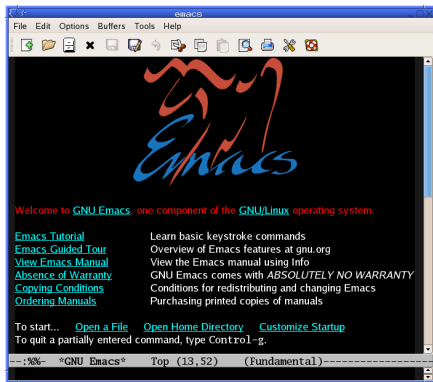 emacs
File Edit Options Buffers Tools Help
Emacs
Welcome to GNU Emacs, one component of the GNU/Linux operating system.
Emacs Tutorial Learn basic keystroke commands
Emacs Guided Tour Overview of Emacs features at gnu.org
View Emacs Manual View the Emacs manual using Info
Absence of Warranty GNU Emacs comes with ABSOLUTELY NO WARRANTY
Copying Conditions Conditions for redistributing and changing Emacs
Ordering Manuals Purchasing printed copies of manuals
To start... Open a File Open Home Directory Customize Startup
To quit a partially entered command, type Control-g.
--:%%- *GNU Emacs* Top (13,52) (Fundamental)----------------